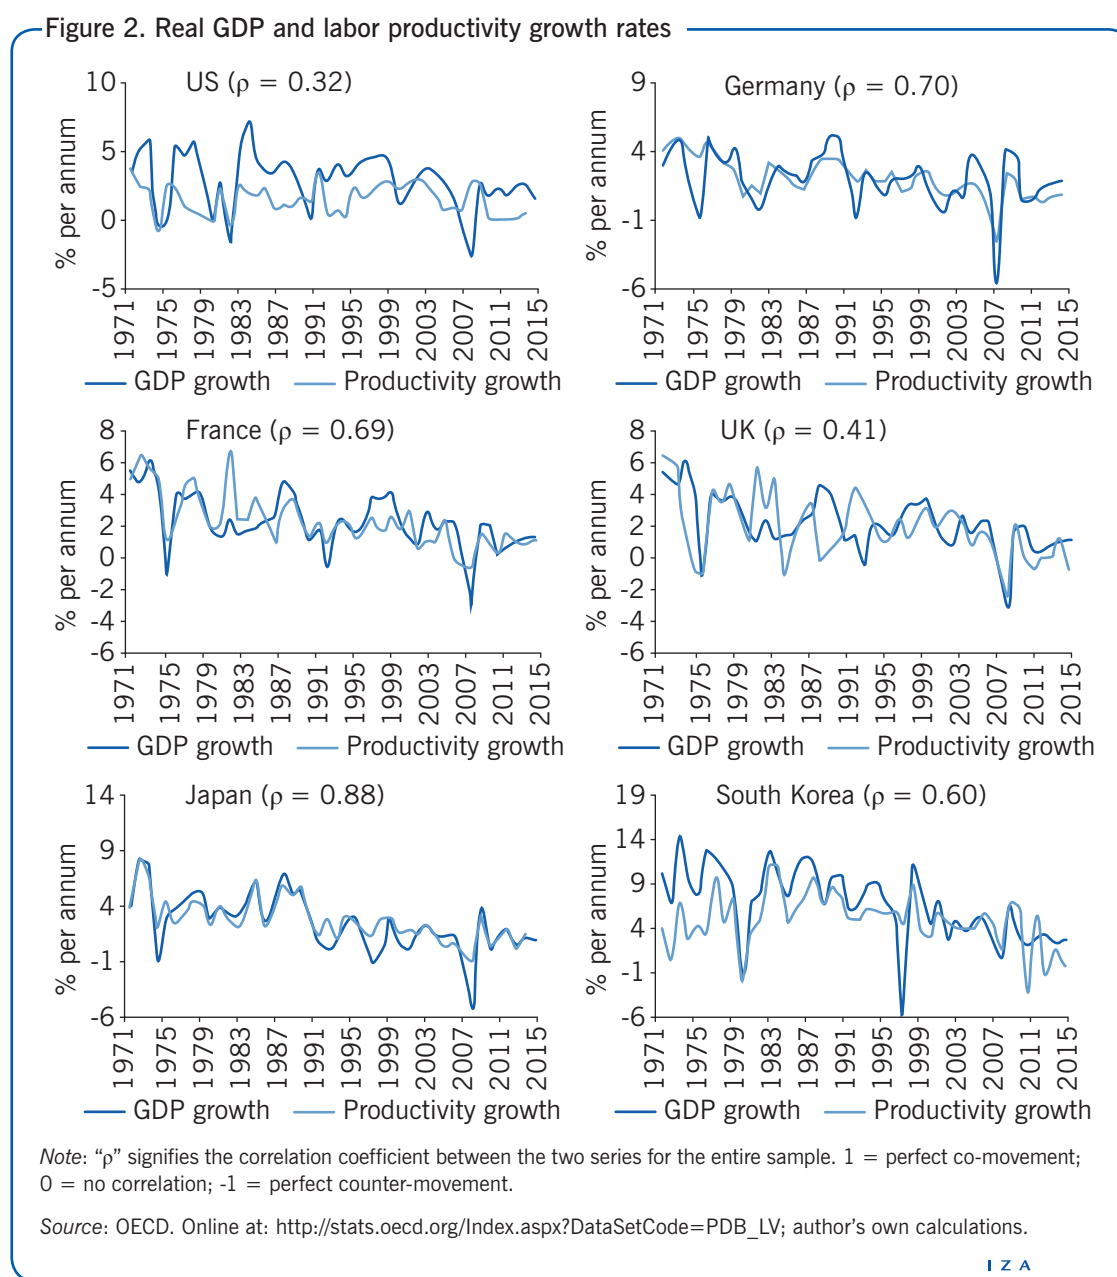 Figure 2. Real GDP and labor productivity growth rates
US (ρ = 0.32)
% per annum
10
5
0
-5
1971 1975 1979 1983 1987 1991 1995 1999 2003 2007 2011 2015
GDP growth Productivity growth
Germany (ρ = 0.70)
% per annum
9
4
-1
-6
1971 1975 1979 1983 1987 1991 1995 1999 2003 2007 2011 2015
GDP growth Productivity growth
France (ρ = 0.69)
% per annum
8
6
4
2
0
-2
-4
-6
1971 1975 1979 1983 1987 1991 1995 1999 2003 2007 2011 2015
GDP growth Productivity growth
UK (ρ = 0.41)
% per annum
8
6
4
2
0
-2
-4
-6
1971 1975 1979 1983 1987 1991 1995 1999 2003 2007 2011 2015
GDP growth Productivity growth
Japan (ρ = 0.88)
% per annum
14
9
4
-1
-6
1971 1975 1979 1983 1987 1991 1995 1999 2003 2007 2011 2015
GDP growth Productivity growth
South Korea (ρ = 0.60)
% per annum
19
14
9
4
-1
-6
1971 1975 1979 1983 1987 1991 1995 1999 2003 2007 2011 2015
GDP growth Productivity growth
Note: “ρ” signifies the correlation coefficient between the two series for the entire sample. 1 = perfect co-movement;
0 = no correlation; -1 = perfect counter-movement.
Source: OECD. Online at: http://stats.oecd.org/Index.aspx?DataSetCode=PDB_LV; author’s own calculations.
I Z A